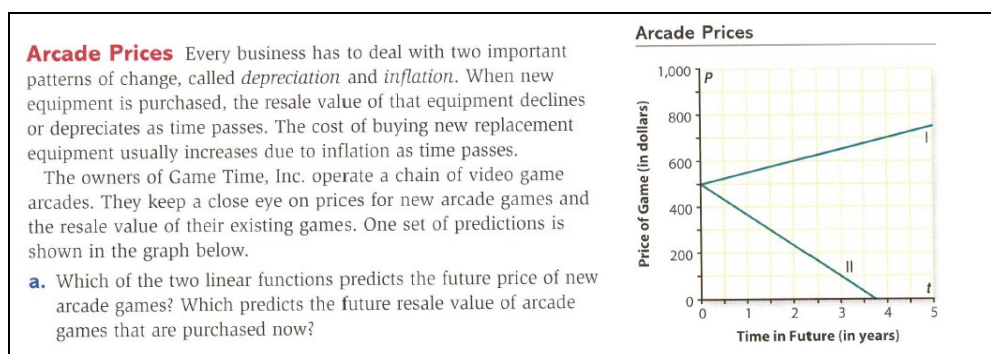 Arcade Prices Every business has to deal with two important
patterns of change, called depreciation and inflation. When new
equipment is purchased, the resale value of that equipment declines
or depreciates as time passes. The cost of buying new replacement
equipment usually increases due to inflation as time passes.
The owners of Game Time, Inc. operate a chain of video game
arcades. They keep a close eye on prices for new arcade games and
the resale value of their existing games. One set of predictions is
shown in the graph below.
a. Which of the two linear functions predicts the future price of new
arcade games? Which predicts the future resale value of arcade
games that are purchased now?
Arcade Prices
Price of Game (in dollars)
1,000 P
800
I
600
400
200
II
t
0
0 1 2 3 4 5
Time in Future (in years)